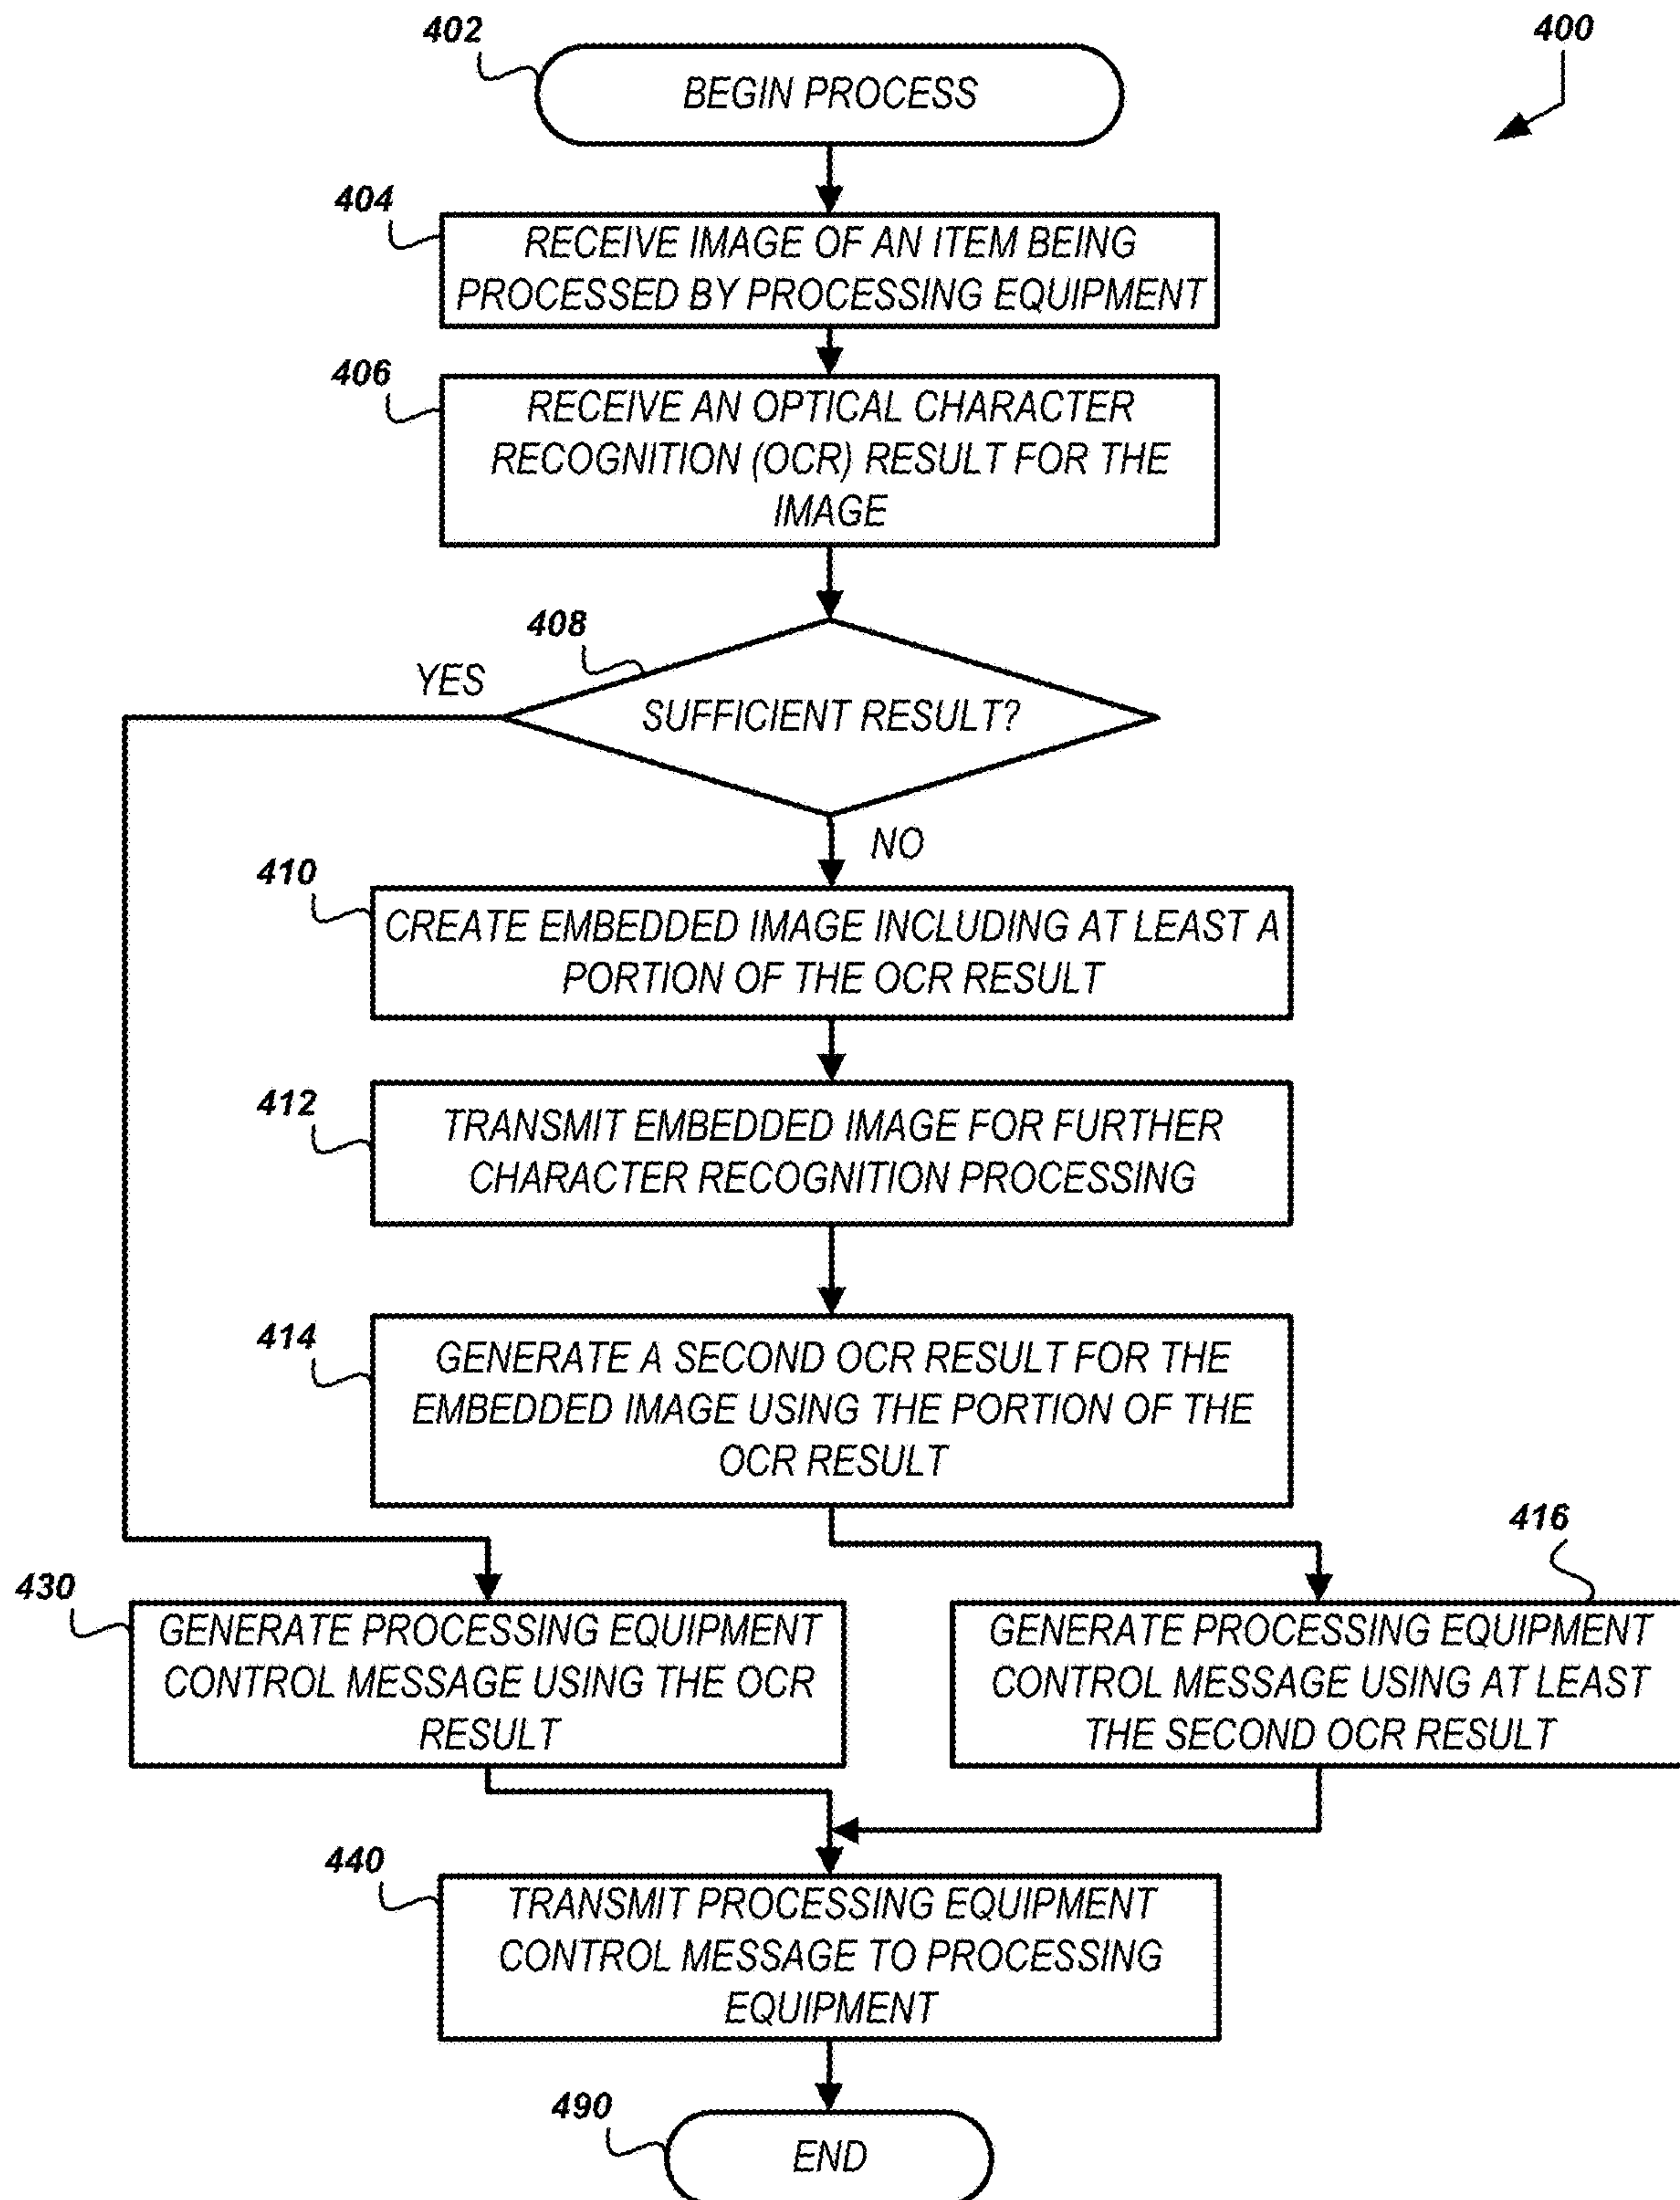 402
400
BEGIN PROCESS
404
RECEIVE IMAGE OF AN ITEM BEING
PROCESSED BY PROCESSING EQUIPMENT
406
RECEIVE AN OPTICAL CHARACTER
RECOGNITION (OCR) RESULT FOR THE
IMAGE
408
YES
SUFFICIENT RESULT?
NO
410
CREATE EMBEDDED IMAGE INCLUDING AT LEAST A
PORTION OF THE OCR RESULT
412
TRANSMIT EMBEDDED IMAGE FOR FURTHER
CHARACTER RECOGNITION PROCESSING
414
GENERATE A SECOND OCR RESULT FOR THE
EMBEDDED IMAGE USING THE PORTION OF THE
OCR RESULT
430
GENERATE PROCESSING EQUIPMENT
CONTROL MESSAGE USING THE OCR
RESULT
416
GENERATE PROCESSING EQUIPMENT
CONTROL MESSAGE USING AT LEAST
THE SECOND OCR RESULT
440
TRANSMIT PROCESSING EQUIPMENT
CONTROL MESSAGE TO PROCESSING
EQUIPMENT
490
END